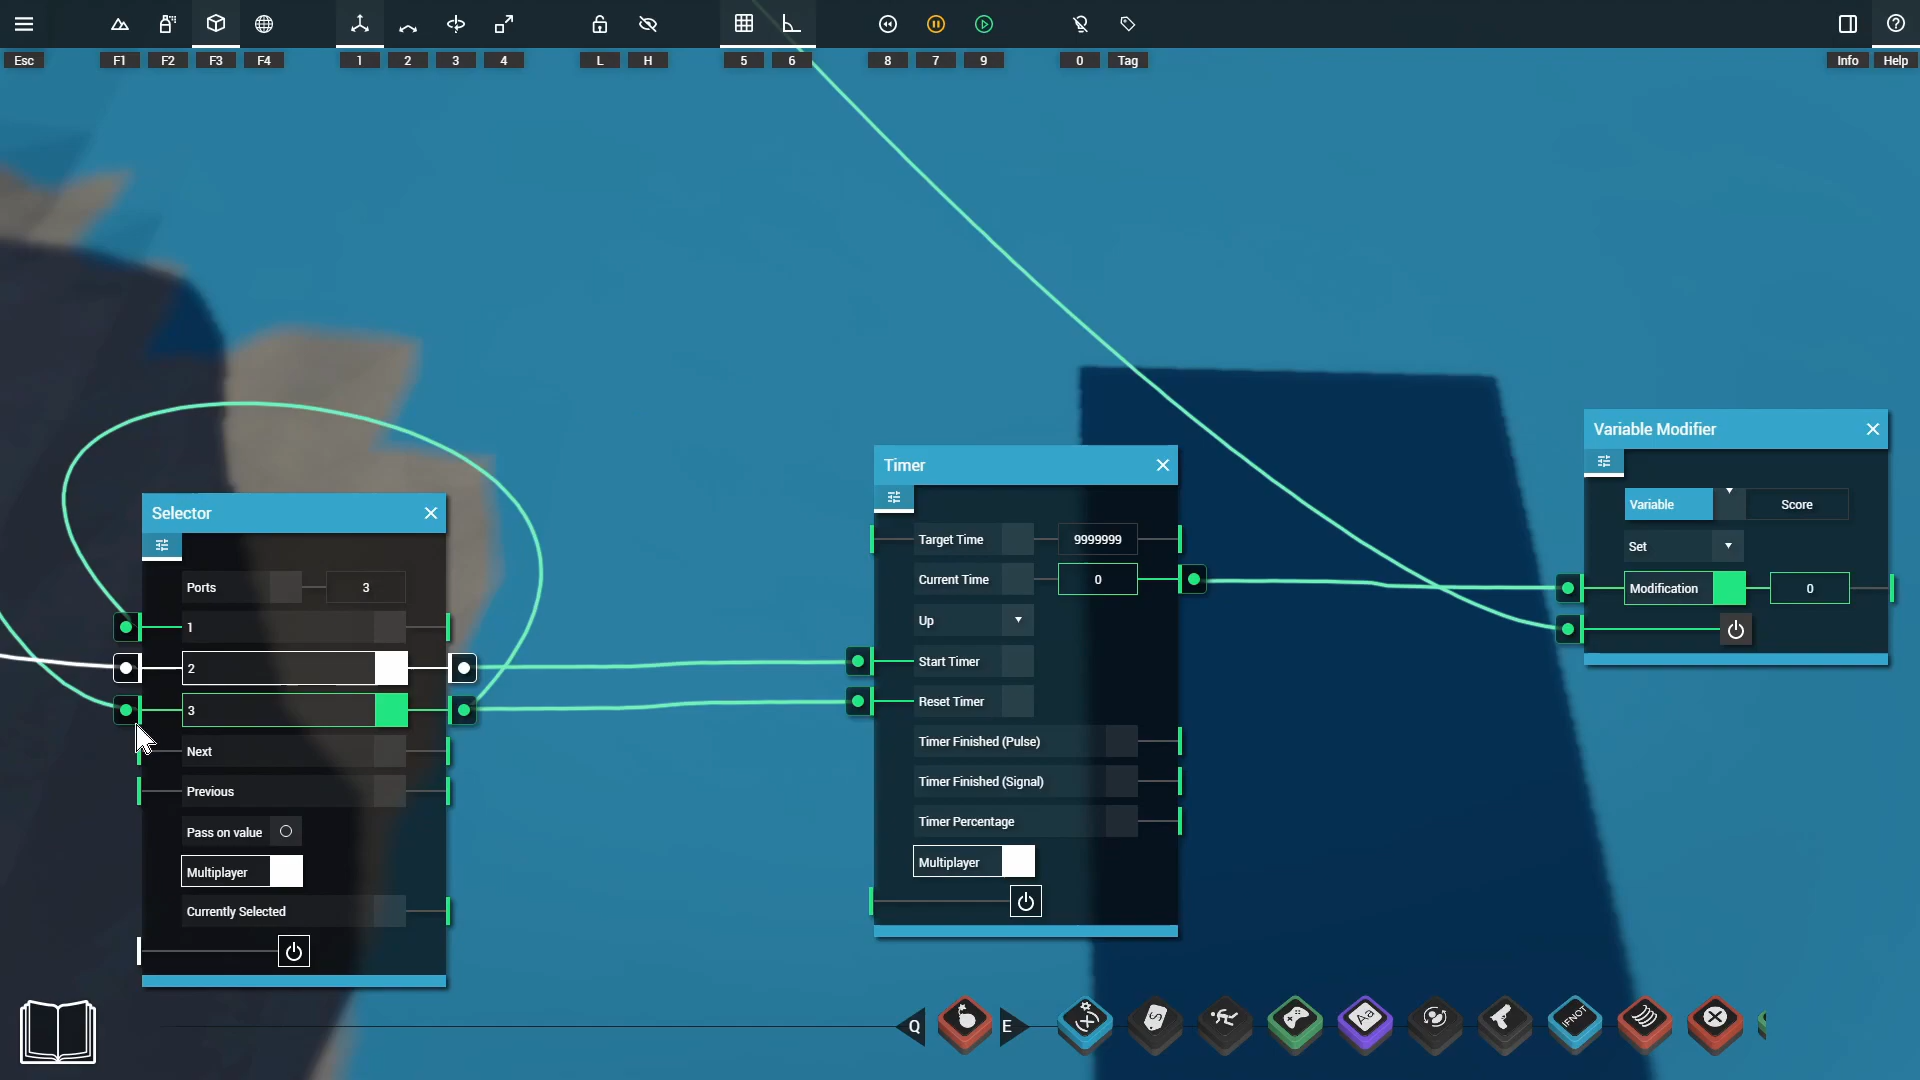 Esc
F1
F2
F3
F4
1
2
3
4
L
H
5
6
8
7
9
0
Tag
Info
Help
Selector
Ports
3
1
2
3
Next
Previous
Pass on value
Multiplayer
Currently Selected
Timer
Target Time
9999999
Current Time
0
Up
Start Timer
Reset Timer
Timer Finished (Pulse)
Timer Finished (Signal)
Timer Percentage
Multiplayer
Variable Modifier
Variable
Score
Set
Modification
0
Q
E
S
Aa
IFNOT